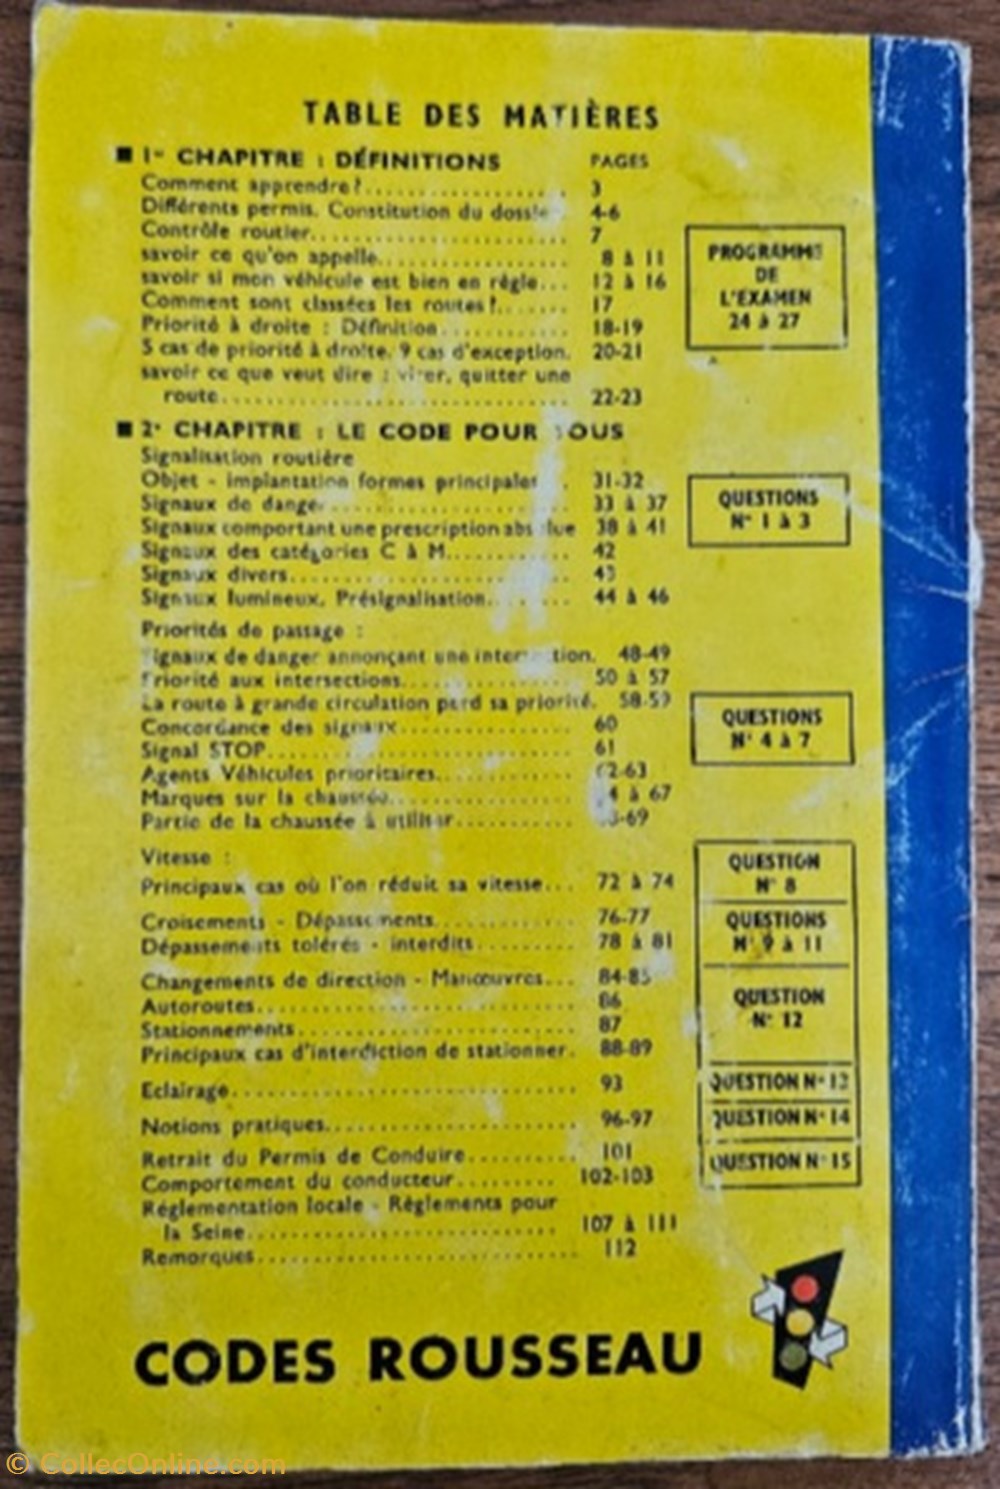 TABLE DES MATIÈRES
■ 1er CHAPITRE : DÉFINITIONS PAGES
Comment apprendre ? 3
Différents permis. Constitution du 4-6
Contrôle routier 7
savoir ce qu'on appelle 8 à 11
savoir si mon véhicule est bien en règle 12 à 16
Comment sont classées les routes ? 17
Priorité à droite : Définition 18-19
5 cas de priorité à droite. 9 cas d'exception. 20-21
savoir ce que veut dire : virer, quitter une
route 22-23
PROGRAMME
DE
L'EXAMEN
24 à 27
■ 2e CHAPITRE : LE CODE POUR TOUS
Signalisation routière
Objet - implantation formes principales 31-32
Signaux de danger 33 à 37
Signaux comportant une prescription absolue 38 à 41
Signaux des catégories C à M 42
Signaux divers 43
Signaux lumineux. Présignalisation 44 à 46
QUESTIONS
N° 1 à 3
Priorités de passage :
Signaux de danger annonçant une intersection. 48-49
Priorité aux intersections 50 à 57
La route à grande circulation perd sa priorité. 58-59
Concordance des signaux 60
Signal STOP 61
Agents Véhicules prioritaires 62-63
Marques sur la chaussée à 67
Partie de la chaussée à utiliser -69
QUESTIONS
N° 4 à 7
Vitesse :
Principaux cas où l'on réduit sa vitesse 72 à 74
QUESTION
N° 8
Croisements - Dépassements 76-77
Dépassements tolérés - interdits 78 à 81
QUESTIONS
N° 9 à 11
Changements de direction - Manœuvres 84-85
Autoroutes 86
Stationnements 87
Principaux cas d'interdiction de stationner. 88-89
QUESTION
N° 12
Eclairage 93
QUESTION N° 13
Notions pratiques 96-97
QUESTION N° 14
Retrait du Permis de Conduire 101
Comportement du conducteur 102-103
QUESTION N° 15
Réglementation locale - Règlements pour
la Seine 107 à 111
Remorques 112
CODES ROUSSEAU
© CollecOnline.com